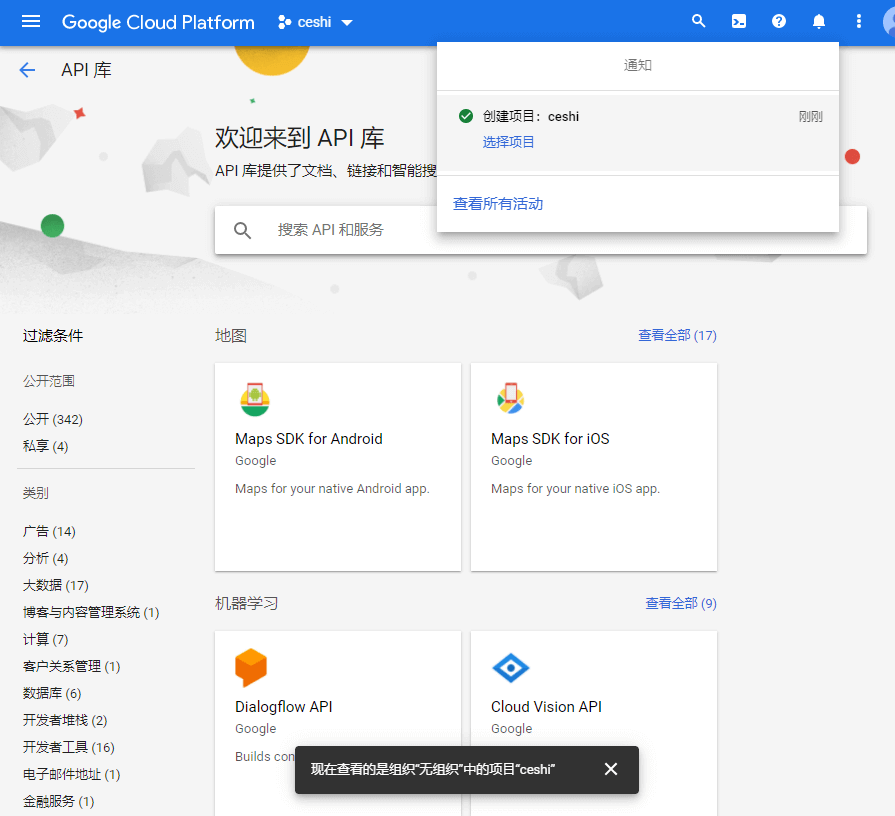 Google Cloud Platform
ceshi
API 库
通知
创建项目：ceshi
刚刚
选择项目
查看所有活动
欢迎来到 API 库
API 库提供了文档、链接和智能搜
搜索 API 和服务
过滤条件
公开范围
公开 (342)
私享 (4)
类别
广告 (14)
分析 (4)
大数据 (17)
博客与内容管理系统 (1)
计算 (7)
客户关系管理 (1)
数据库 (6)
开发者堆栈 (2)
开发者工具 (16)
电子邮件地址 (1)
金融服务 (1)
地图
查看全部 (17)
Maps SDK for Android
Google
Maps for your native Android app.
Maps SDK for iOS
Google
Maps for your native iOS app.
机器学习
查看全部 (9)
Dialogflow API
Google
Builds con
Cloud Vision API
Google
现在查看的是组织"无组织"中的项目"ceshi"